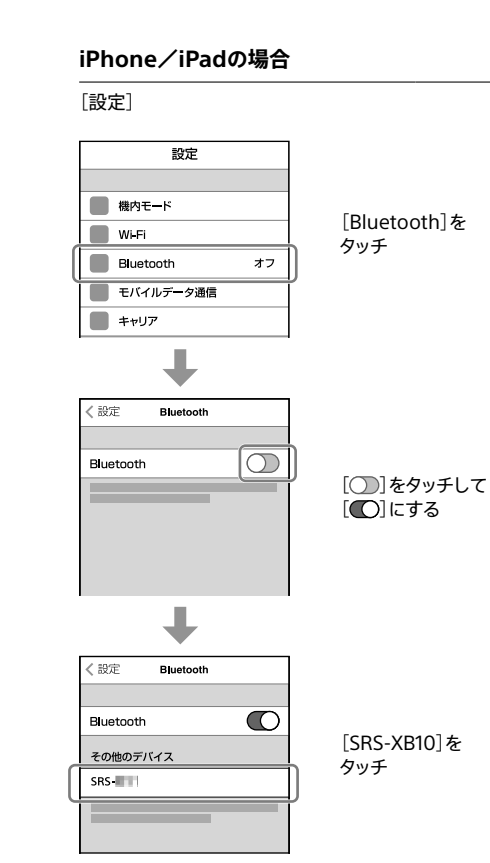 iPhone／iPadの場合
［設定］
設定
機内モード
Wi-Fi
Bluetooth オフ
モバイルデータ通信
キャリア
［Bluetooth］を
タッチ
設定 Bluetooth
Bluetooth
［ ］をタッチして
［ ］にする
設定 Bluetooth
Bluetooth
その他のデバイス
SRS-
［SRS-XB10］を
タッチ